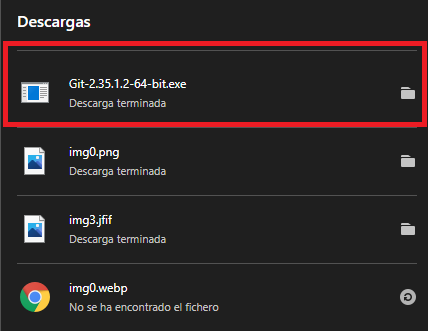 Descargas
Git-2.35.1.2-64-bit.exe
Descarga terminada
img0.png
Descarga terminada
img3.jfif
Descarga terminada
img0.webp
No se ha encontrado el fichero